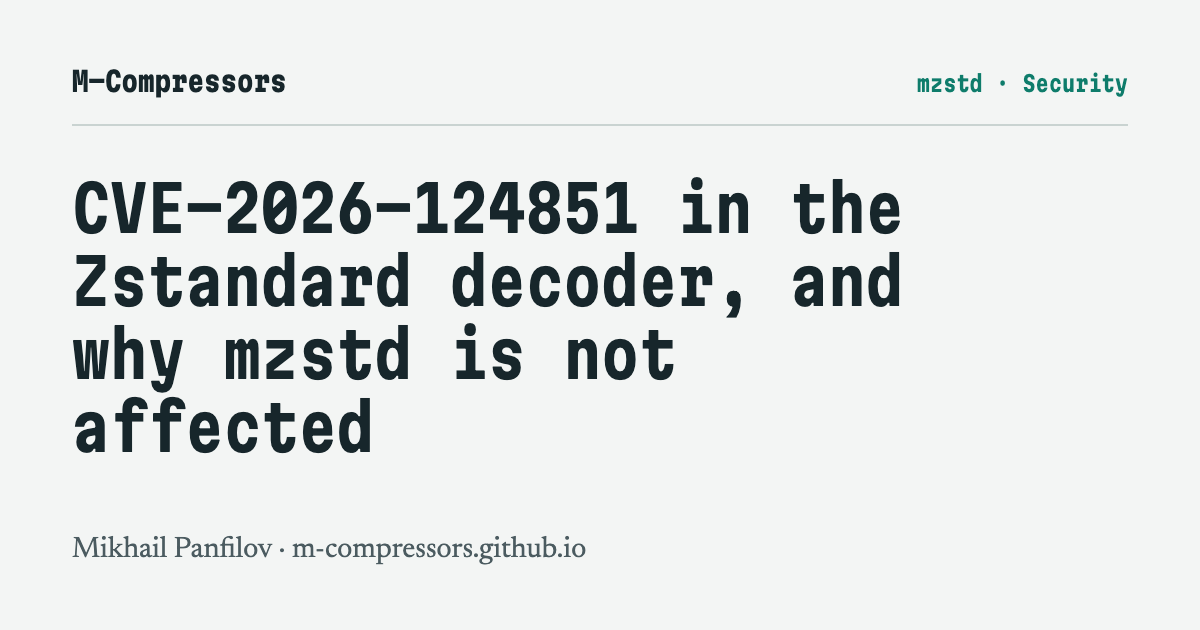 M-Compressors
mzstd · Security
CVE-2026-124851 in the
Zstandard decoder, and
why mzstd is not
affected
Mikhail Panfilov · m-compressors.github.io